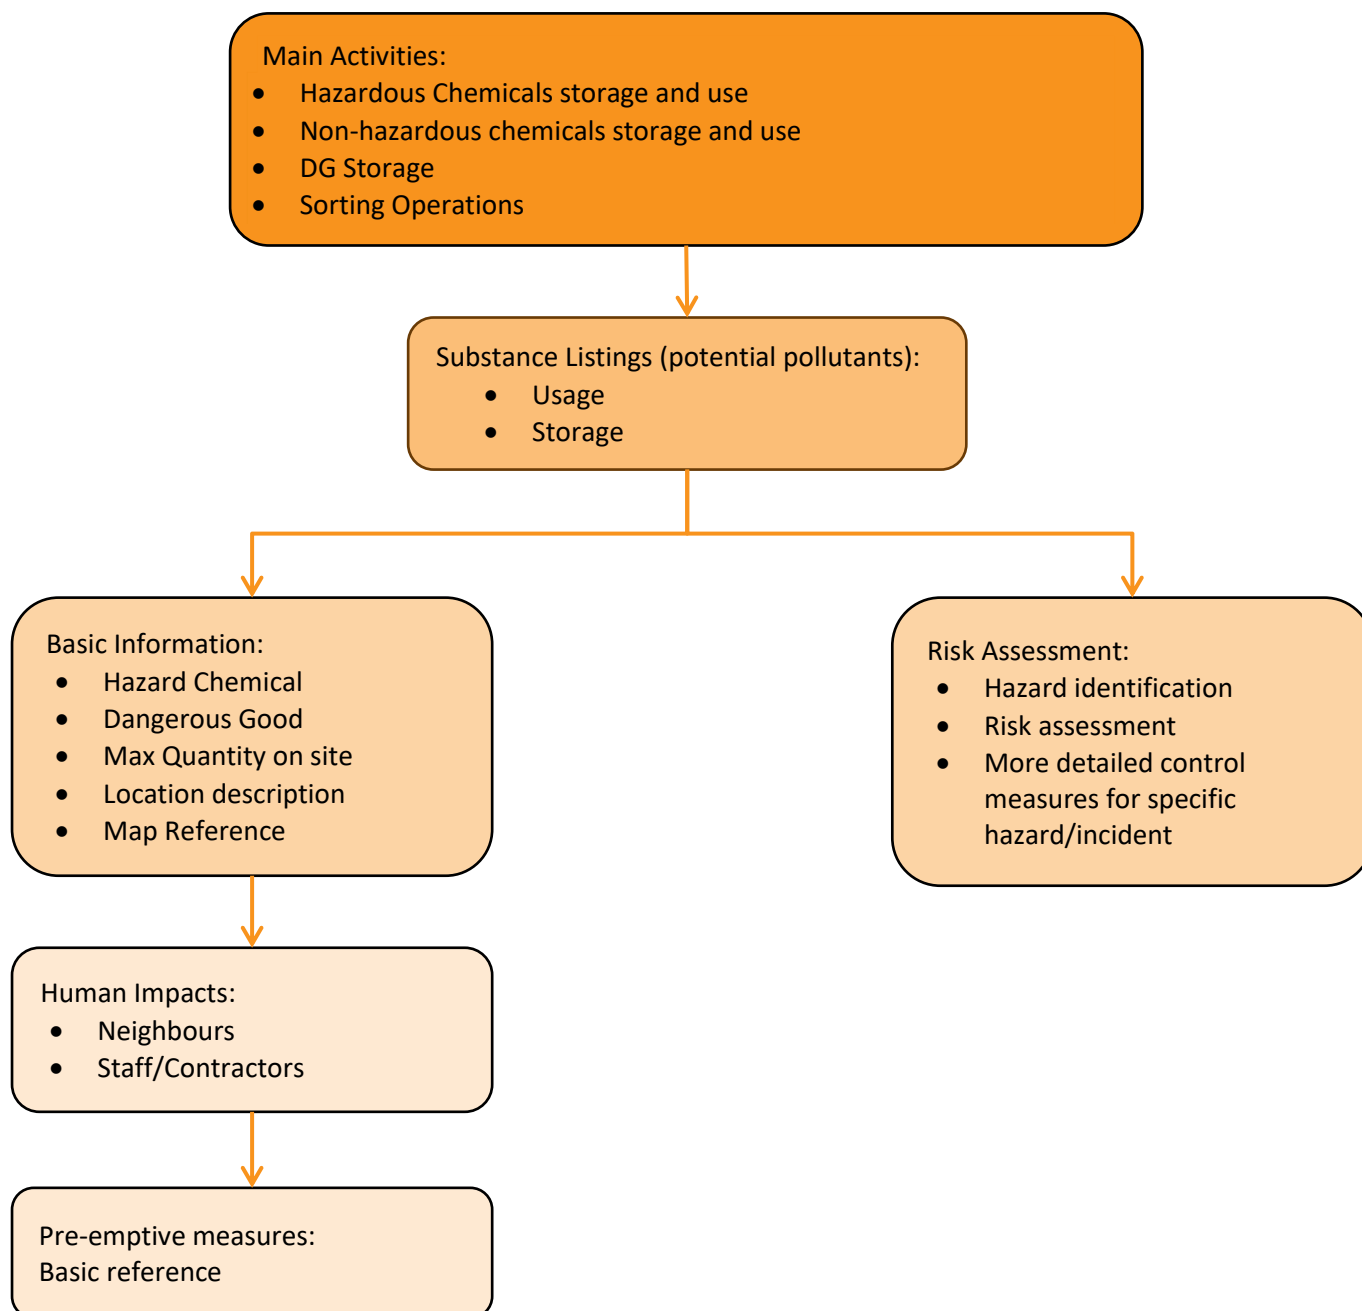 Main Activities:
• Hazardous Chemicals storage and use
• Non-hazardous chemicals storage and use
• DG Storage
• Sorting Operations
Substance Listings (potential pollutants):
• Usage
• Storage
Basic Information:
• Hazard Chemical
• Dangerous Good
• Max Quantity on site
• Location description
• Map Reference
Risk Assessment:
• Hazard identification
• Risk assessment
• More detailed control
measures for specific
hazard/incident
Human Impacts:
• Neighbours
• Staff/Contractors
Pre-emptive measures:
Basic reference